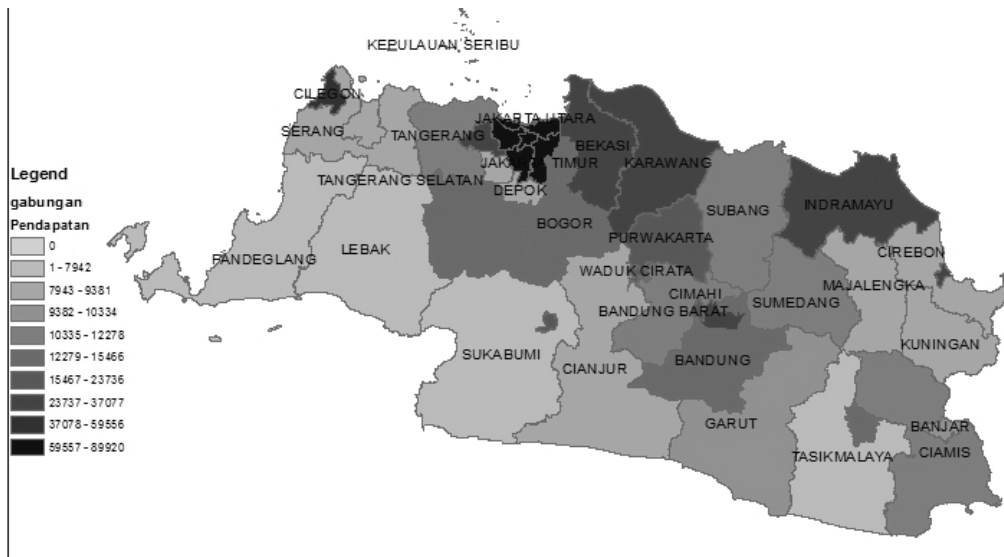 KEPULAUAN SERIBU
CILEGON
JAKARTA UTARA
SERANG
TANGERANG
BEKASI
JAKARTA
TIMUR
KARAWANG
TANGERANG SELATAN
DEPOK
Legend
gabungan
Pendapatan
0
1 - 7942
7943 - 9381
9382 - 10334
10335 - 12278
12279 - 15466
15467 - 23736
23737 - 37077
37078 - 59556
59557 - 89920
BOGOR
SUBANG
INDRAMAYU
PURWAKARTA
LEBAK
PANDEGLANG
CIREBON
WADUK CIRATA
CIMAHI
SUMEDANG
MAJALENGKA
BANDUNG BARAT
SUKABUMI
CIANJUR
BANDUNG
KUNINGAN
GARUT
BANJAR
TASIKMALAYA
CIAMIS